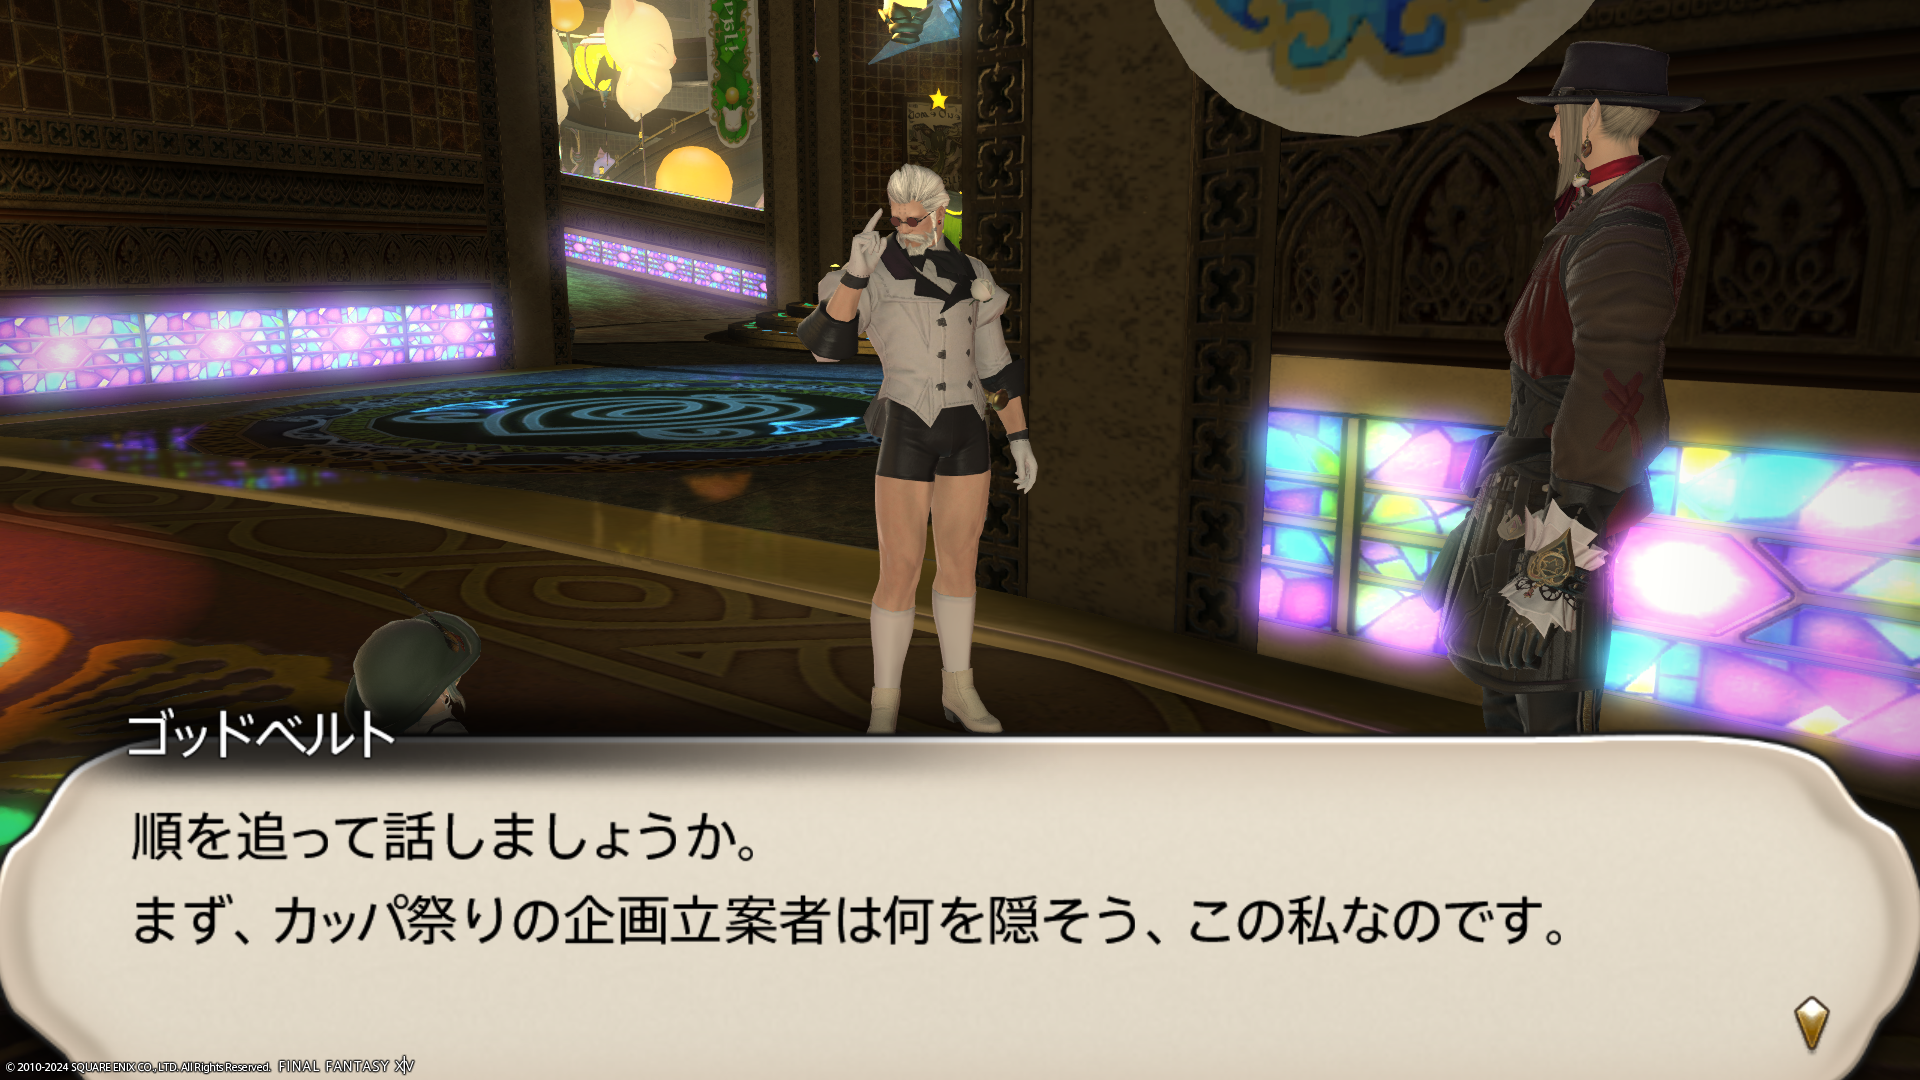 ゴッドベルト
順を追って話しましょうか。
まず、カッパ祭りの企画立案者は何を隠そう、この私なのです。
© 2010-2024 SQUARE ENIX CO., LTD. All Rights Reserved. FINAL FANTASY XIV